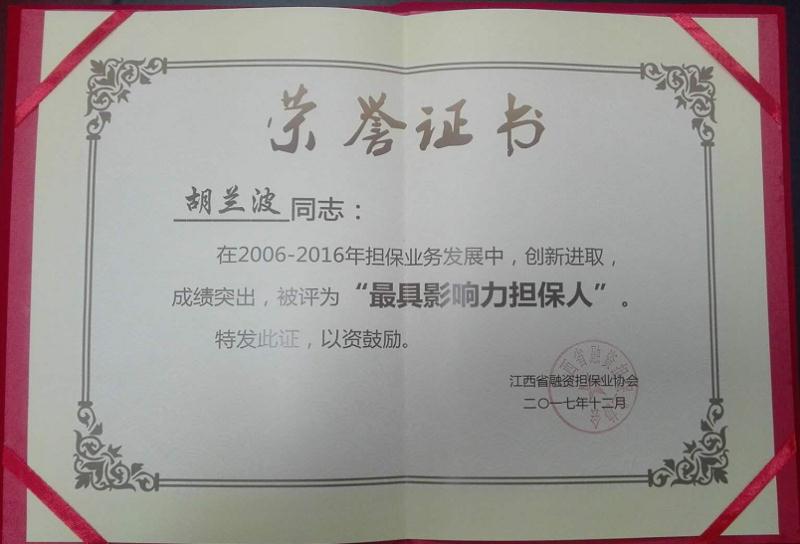 荣誉证书
胡兰波同志：
在2006-2016年担保业务发展中，创新进取，
成绩突出，被评为“最具影响力担保人”。
特发此证，以资鼓励。
江西省融资担保业协会
二〇一七年十二月